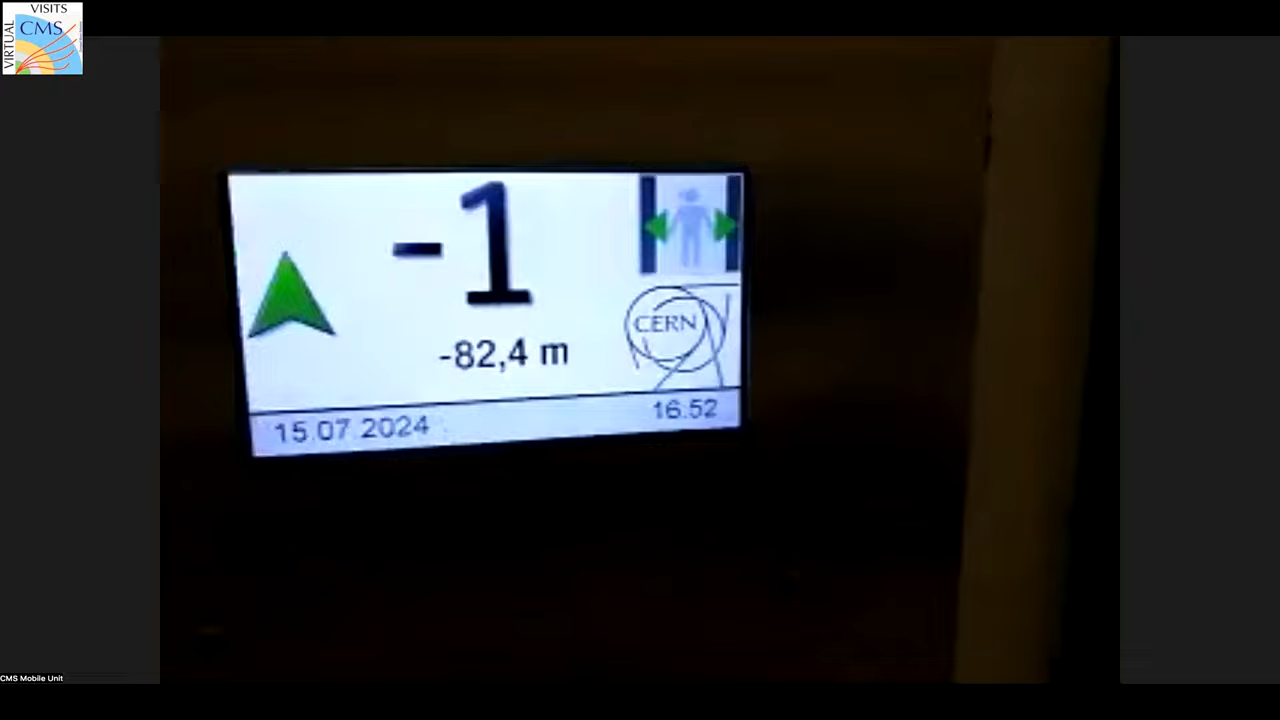 VISITS
VIRTUAL
CMS
-1
-82,4 m
CERN
15.07.2024
16.52
CMS Mobile Unit